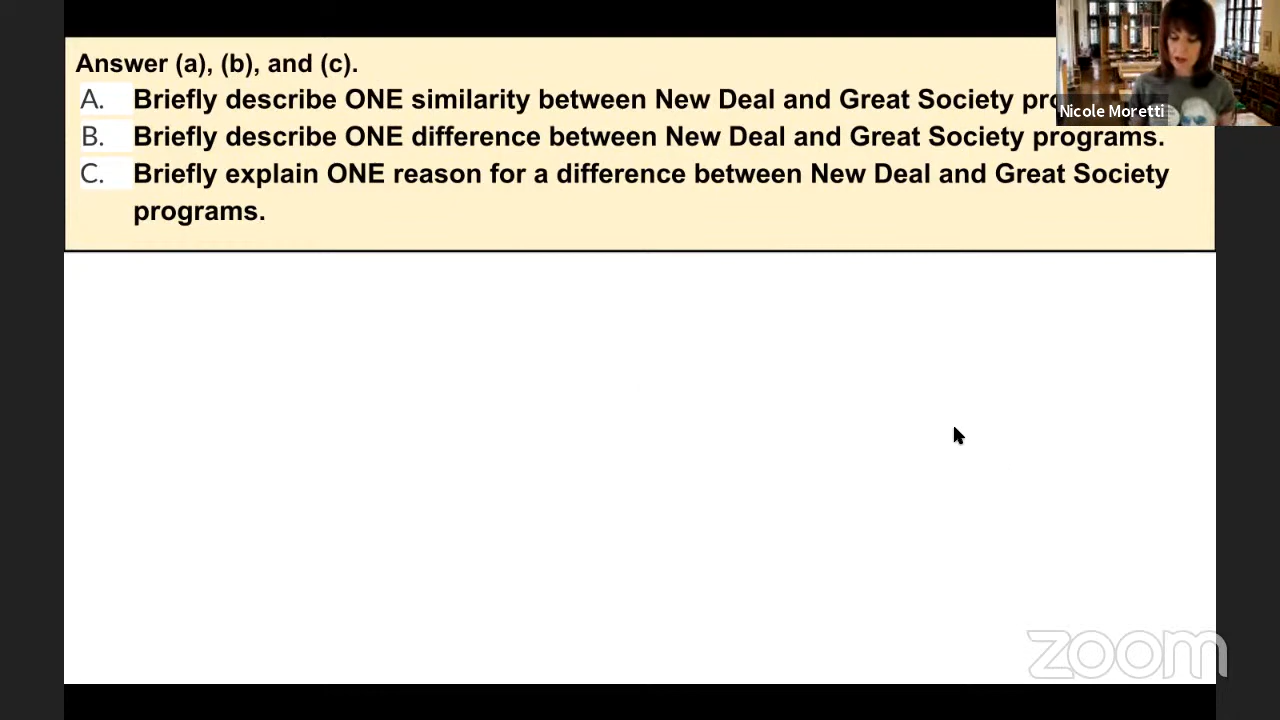 Answer (a), (b), and (c).
A. Briefly describe ONE similarity between New Deal and Great Society
B. Briefly describe ONE difference between New Deal and Great Society programs.
C. Briefly explain ONE reason for a difference between New Deal and Great Society
programs.
Nicole Moretti
zoom